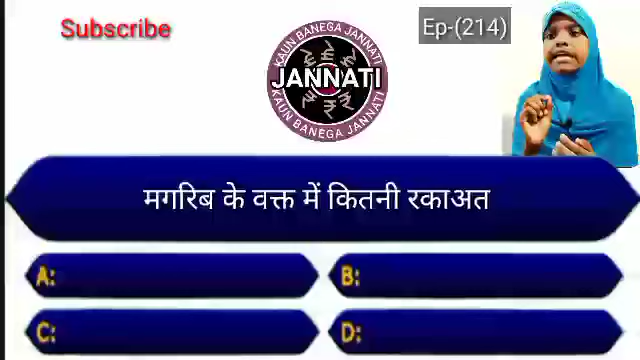 Subscribe
Ep-(214)
KAUN BANEGA JANNATI
JANNATI
KAUN BANEGA JANNATI
मगरिब के वक्त में कितनी रकाअत
A:
B:
C:
D: